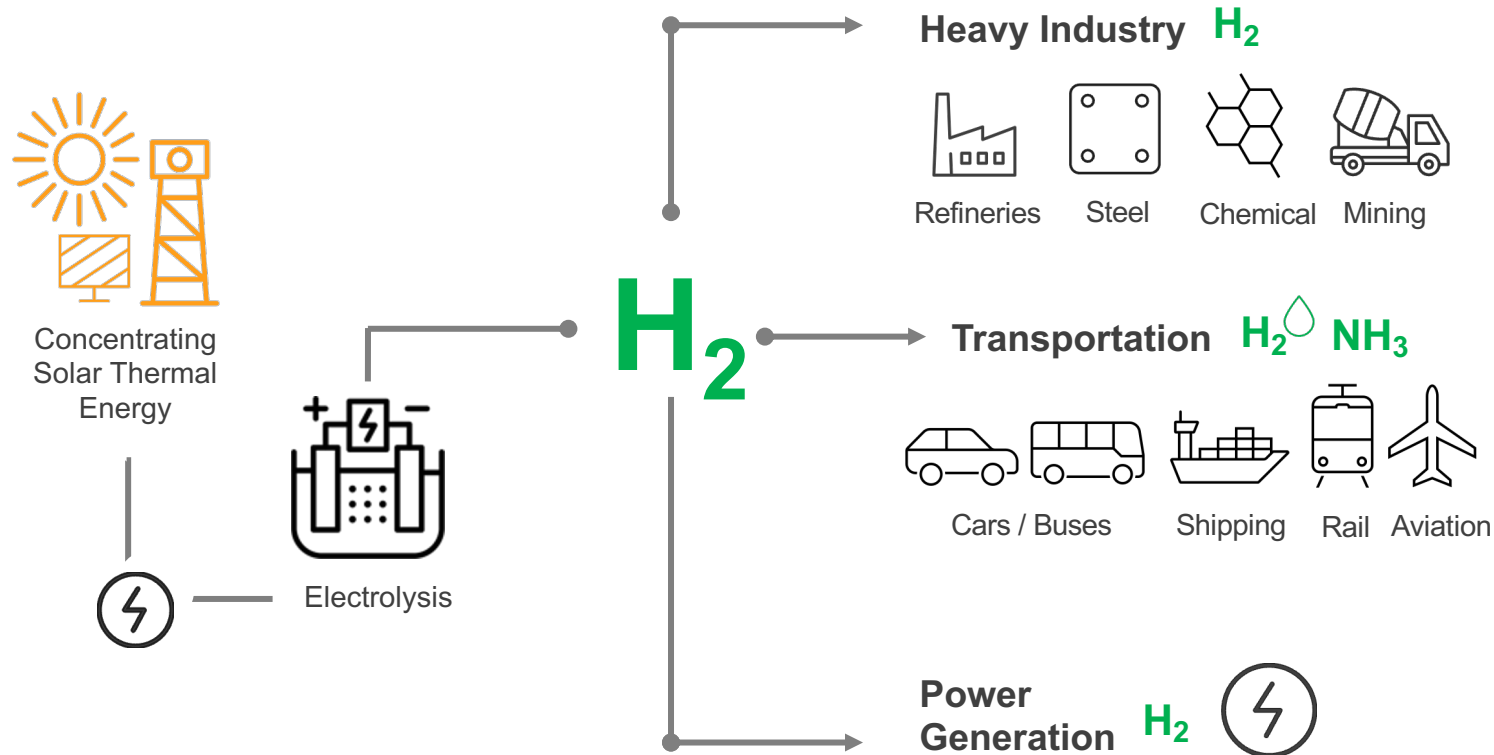 Heavy Industry H₂
Refineries Steel Chemical Mining
Concentrating
Solar Thermal
Energy
H₂
Transportation H₂ NH₃
+ −
Cars / Buses Shipping Rail Aviation
Electrolysis
Power
Generation H₂